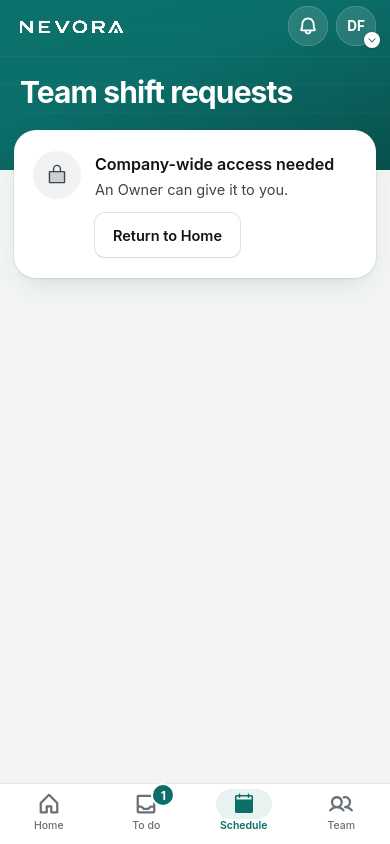 NEVORA
DF
Team shift requests
Company-wide access needed
An Owner can give it to you.
Return to Home
1
Home
To do
Schedule
Team